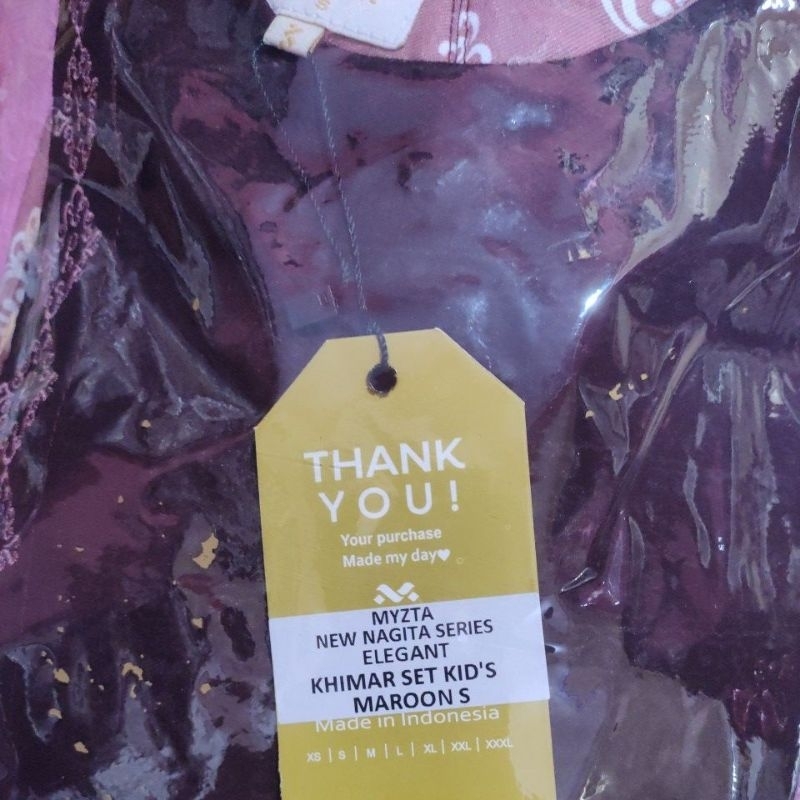 S
THANK
YOU!
Your purchase
Made my day♥
MYZTA
NEW NAGITA SERIES
ELEGANT
KHIMAR SET KID'S
MAROON S
Made in Indonesia
XS | S | M | L | XL | XXL | XXXL